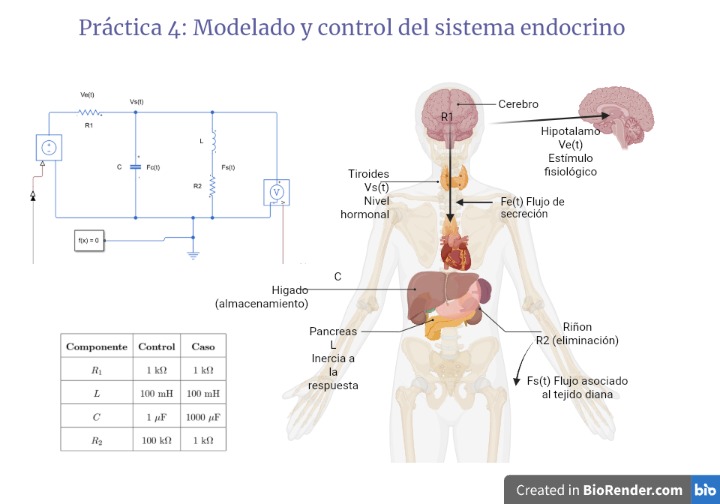 Práctica 4: Modelado y control del sistema endocrino
Ve(t)
R1
Vs(t)
C
Fc(t)
L
Fs(t)
R2
V
f(x) = 0
R1
Cerebro
Hipotalamo
Ve(t)
Estímulo
fisiológico
Tiroides
Vs(t)
Nivel
hormonal
Fe(t) Flujo de
secreción
C
Higado
(almacenamiento)
Pancreas
L
Inercia a
la
respuesta
Riñon
R2 (eliminación)
Fs(t) Flujo asociado
al tejido diana
Componente Control Caso
R₁ 1 kΩ 1 kΩ
L 100 mH 100 mH
C 1 μF 1000 μF
R₂ 100 kΩ 1 kΩ
Created in BioRender.com bio